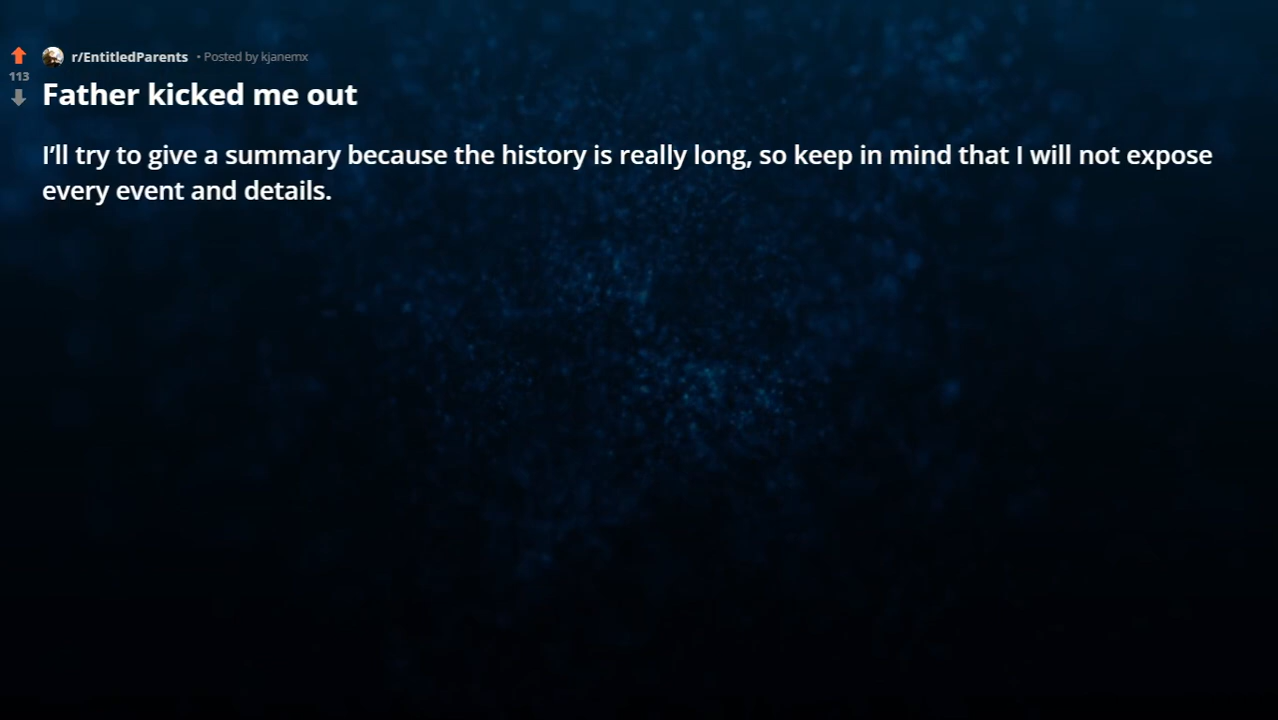 r/EntitledParents • Posted by kjanemx
113
Father kicked me out
I’ll try to give a summary because the history is really long, so keep in mind that I will not expose
every event and details.